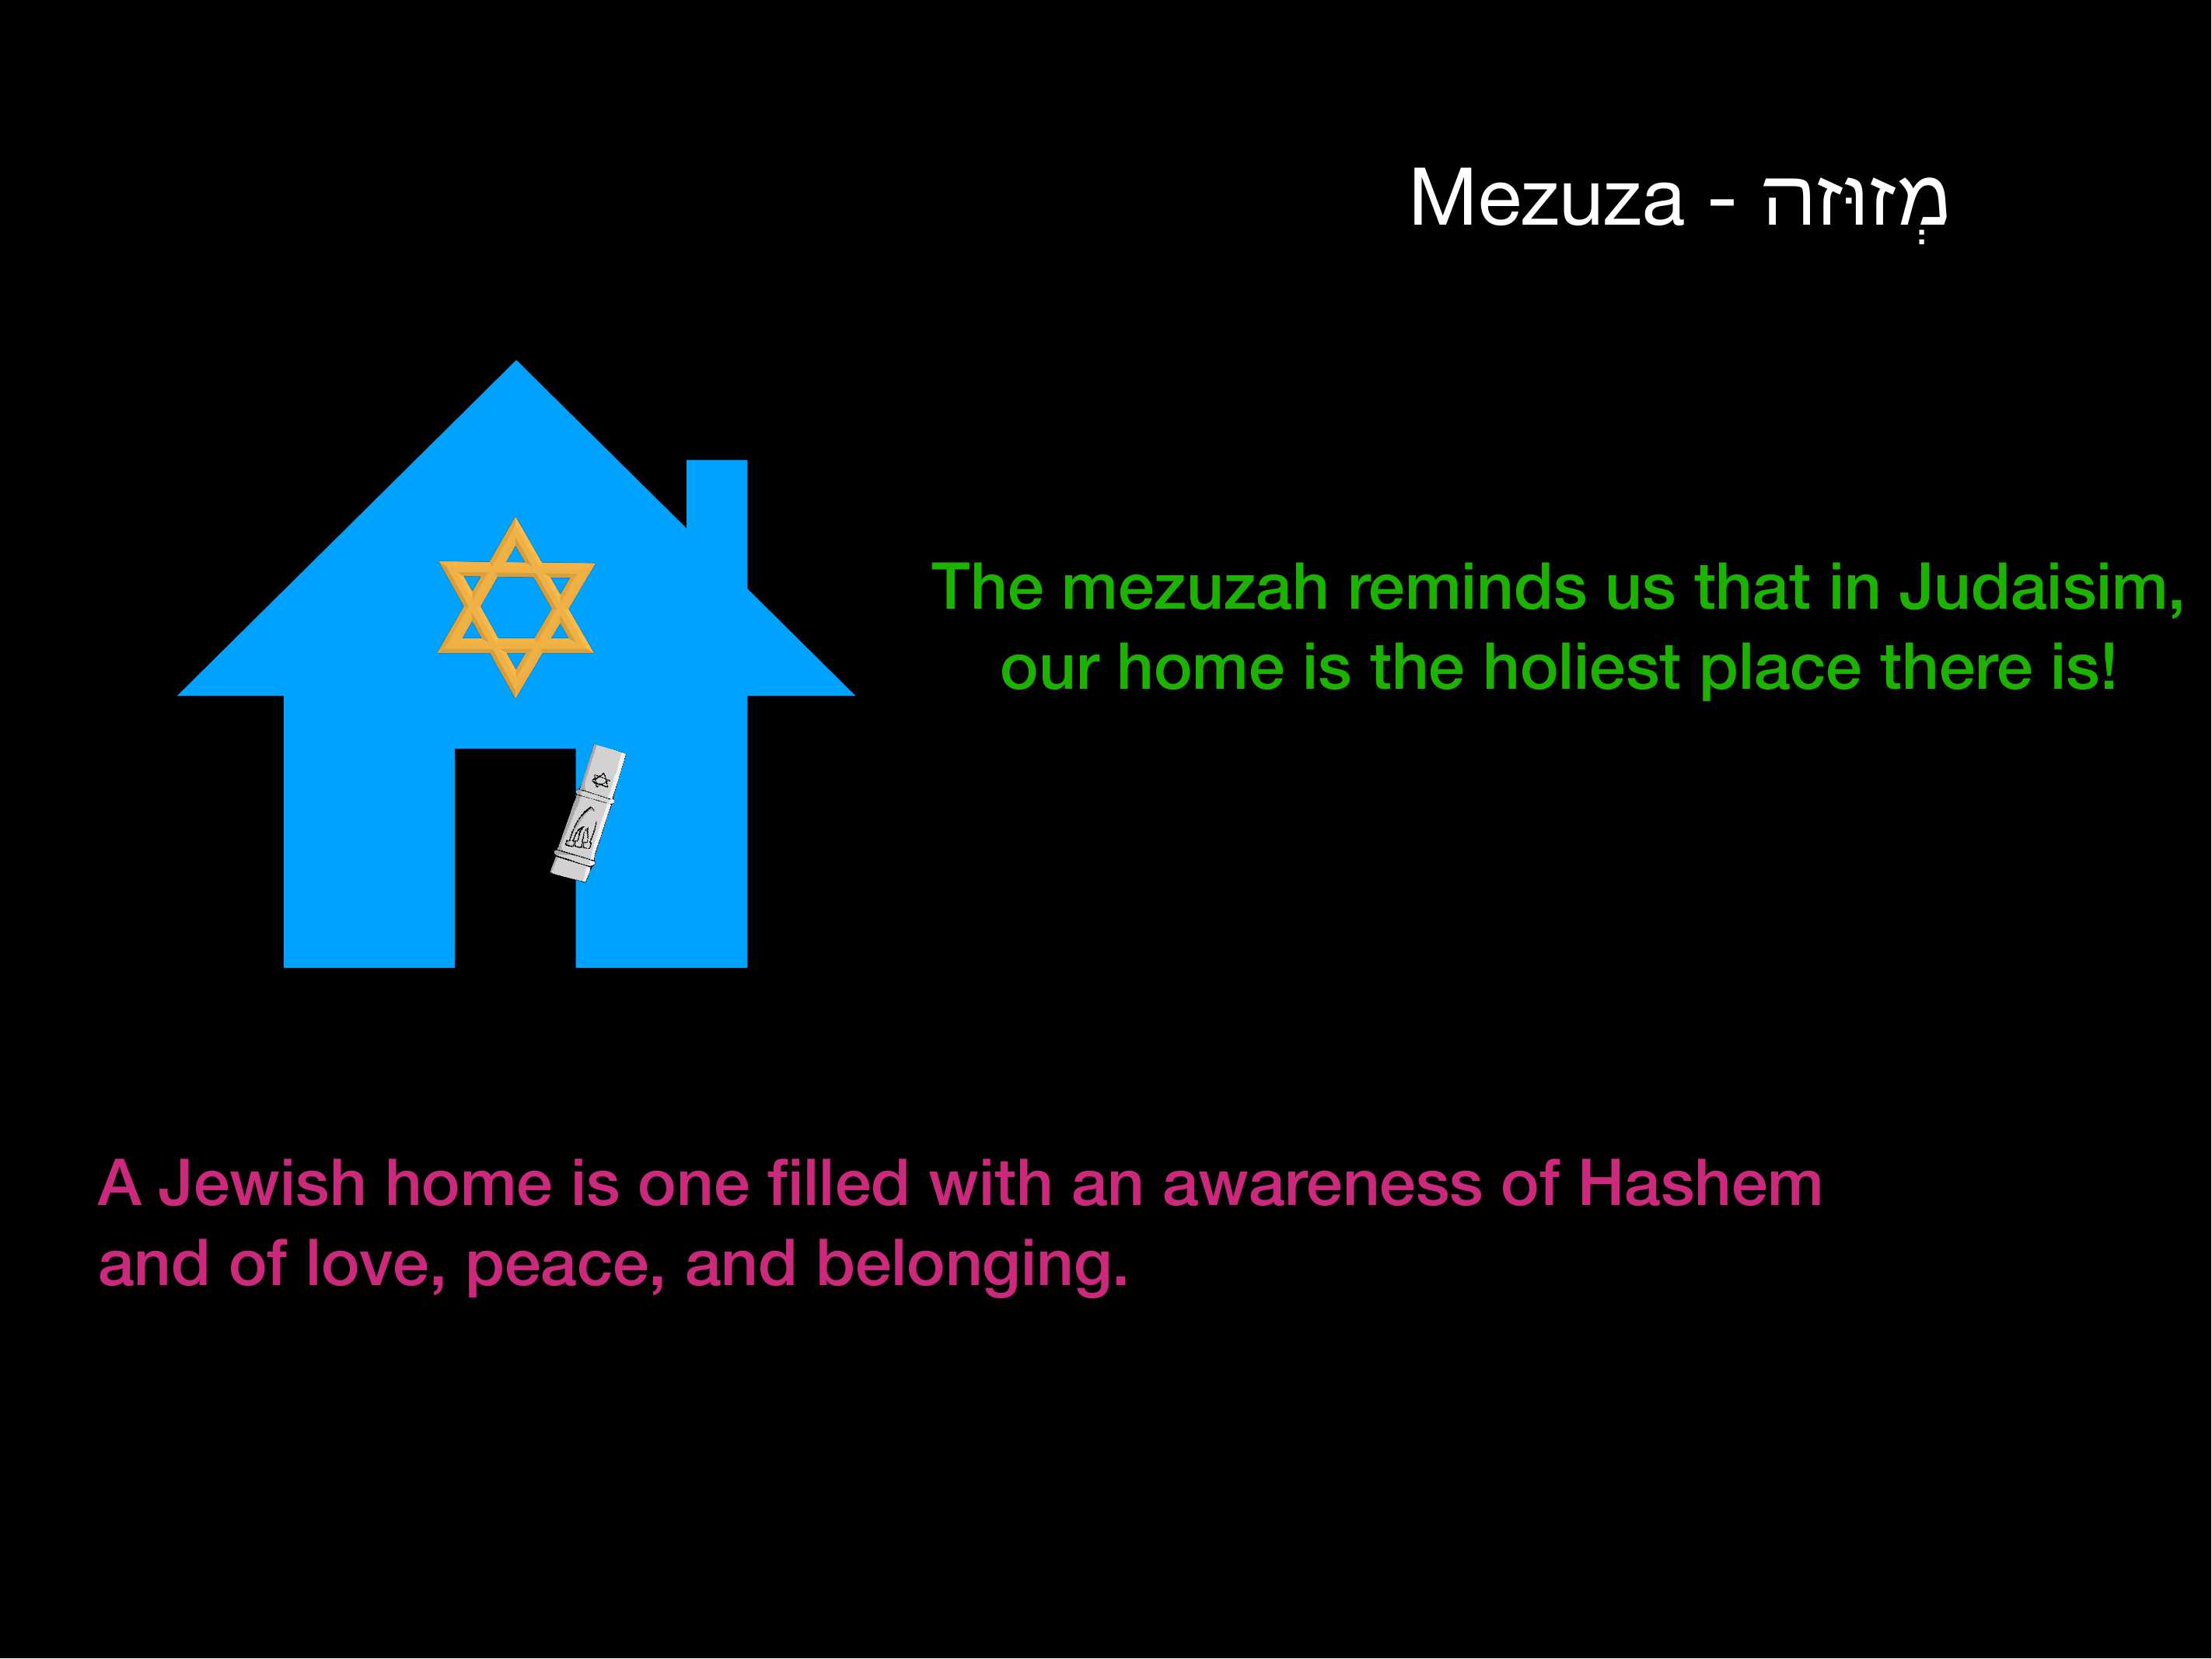 Mezuza - מְזוּזה
The mezuzah reminds us that in Judaisim,
our home is the holiest place there is!
A Jewish home is one filled with an awareness of Hashem
and of love, peace, and belonging.